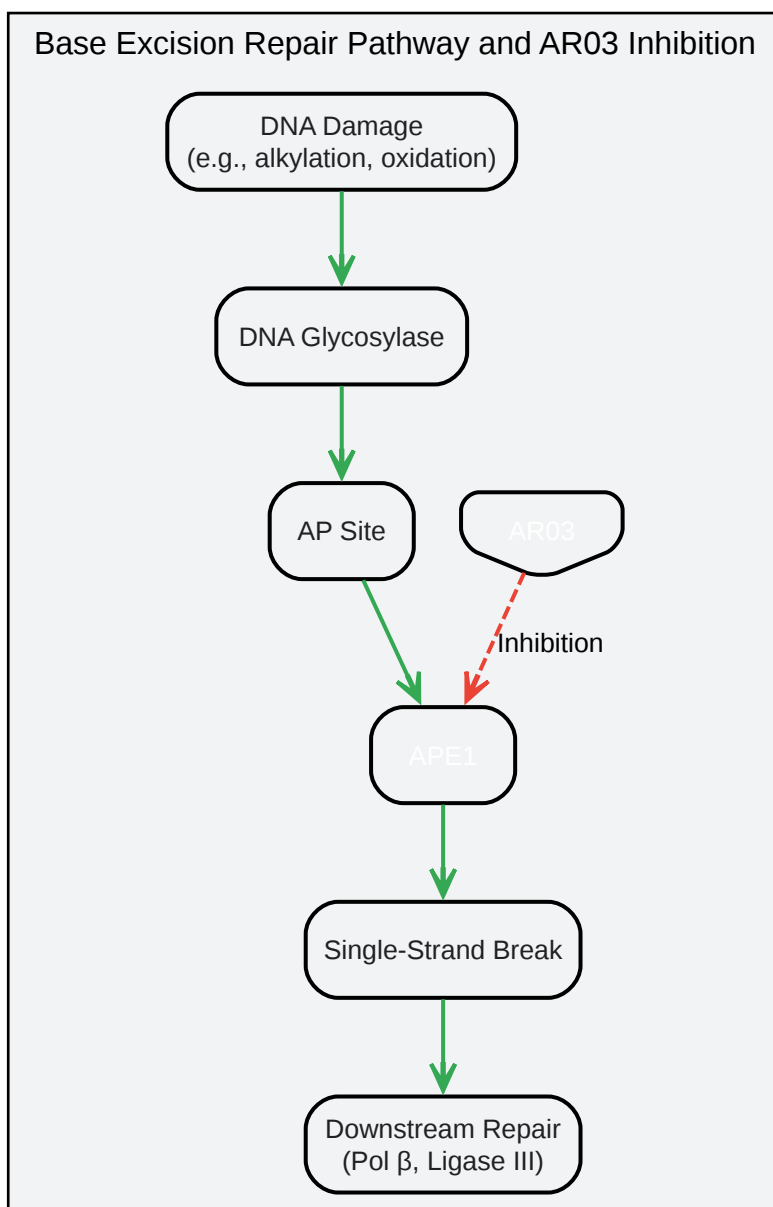 Base Excision Repair Pathway and AR03 Inhibition
DNA Damage
(e.g., alkylation, oxidation)
DNA Glycosylase
AP Site
AR03
Inhibition
APE1
Single-Strand Break
Downstream Repair
(Pol β, Ligase III)